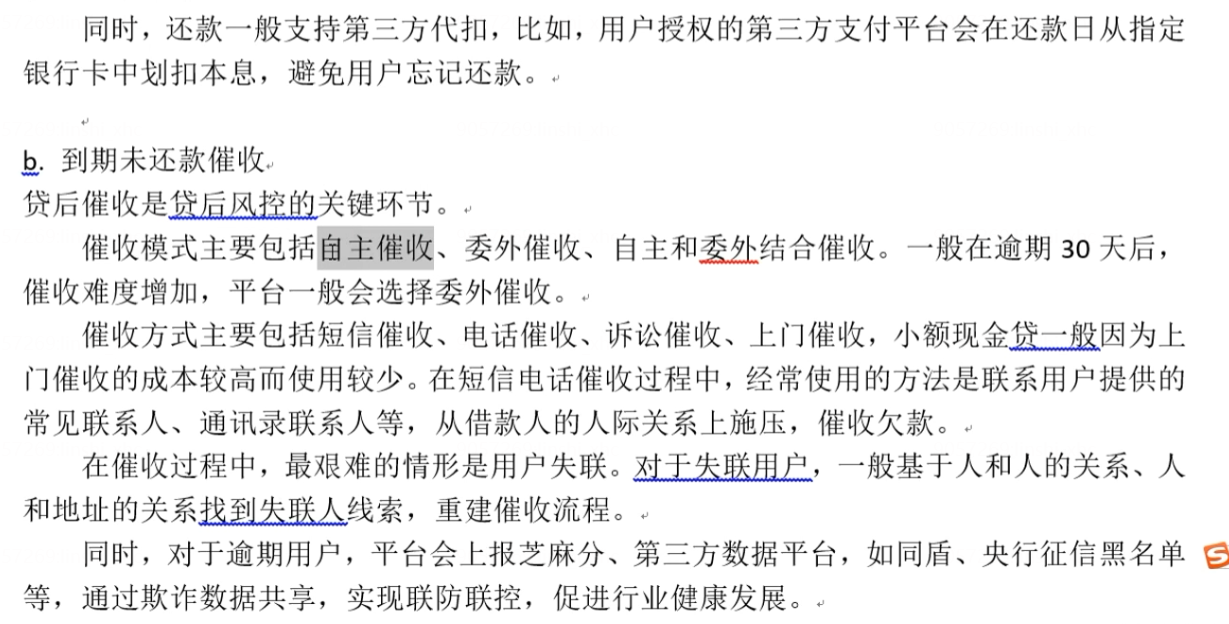 同时，还款一般支持第三方代扣，比如，用户授权的第三方支付平台会在还款日从指定
银行卡中划扣本息，避免用户忘记还款。
b. 到期未还款催收
贷后催收是贷后风控的关键环节。
催收模式主要包括自主催收、委外催收、自主和委外结合催收。一般在逾期 30 天后，
催收难度增加，平台一般会选择委外催收。
催收方式主要包括短信催收、电话催收、诉讼催收、上门催收，小额现金贷一般因为上
门催收的成本较高而使用较少。在短信电话催收过程中，经常使用的方法是联系用户提供的
常见联系人、通讯录联系人等，从借款人的人际关系上施压，催收欠款。
在催收过程中，最艰难的情形是用户失联。对于失联用户，一般基于人和人的关系、人
和地址的关系找到失联人线索，重建催收流程。
同时，对于逾期用户，平台会上报芝麻分、第三方数据平台，如同盾、央行征信黑名单
等，通过欺诈数据共享，实现联防联控，促进行业健康发展。